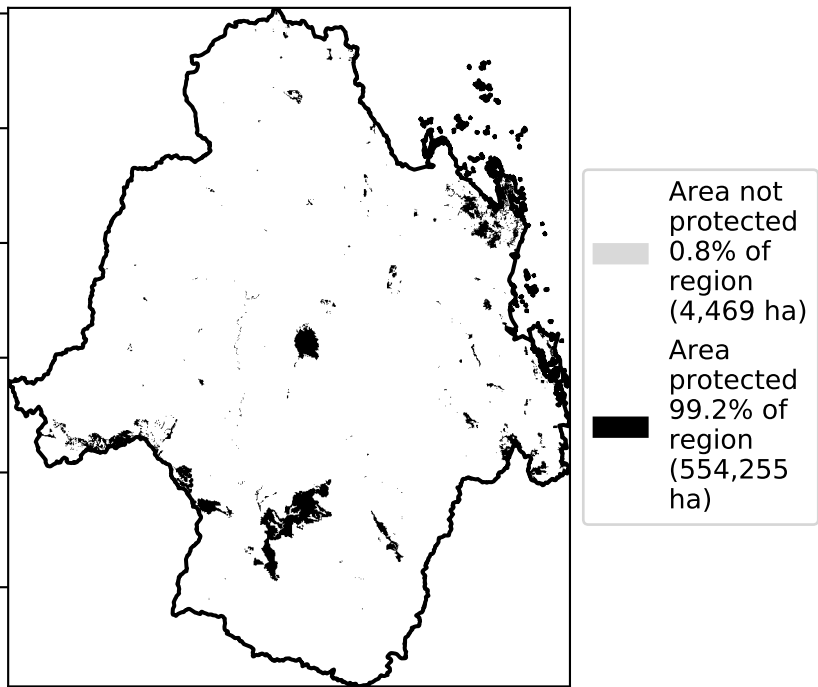 Area not
protected
0.8% of
region
(4,469 ha)
Area
protected
99.2% of
region
(554,255
ha)